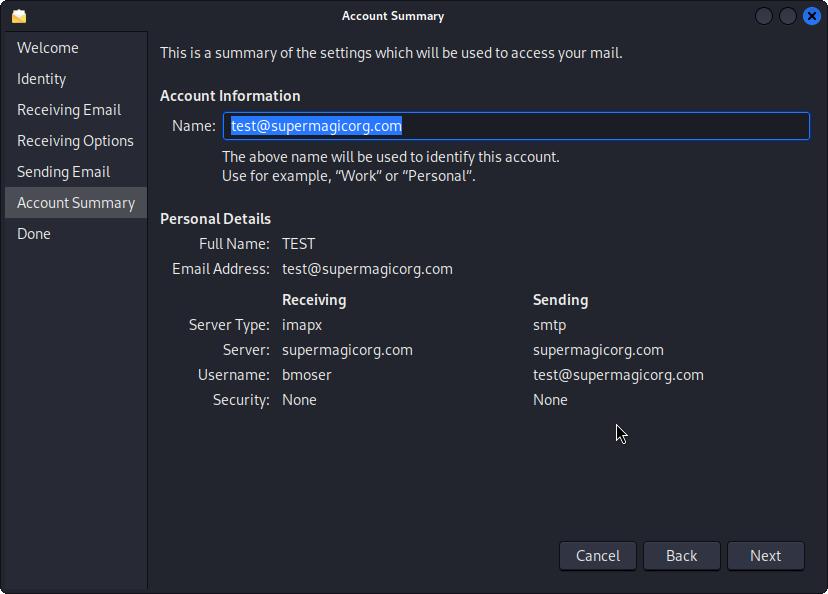 Account Summary
Welcome
Identity
Receiving Email
Receiving Options
Sending Email
Account Summary
Done
This is a summary of the settings which will be used to access your mail.
Account Information
Name: test@supermagicorg.com
The above name will be used to identify this account.
Use for example, “Work” or “Personal”.
Personal Details
Full Name: TEST
Email Address: test@supermagicorg.com
Receiving Sending
Server Type: imapx smtp
Server: supermagicorg.com supermagicorg.com
Username: bmoser test@supermagicorg.com
Security: None None
Cancel Back Next